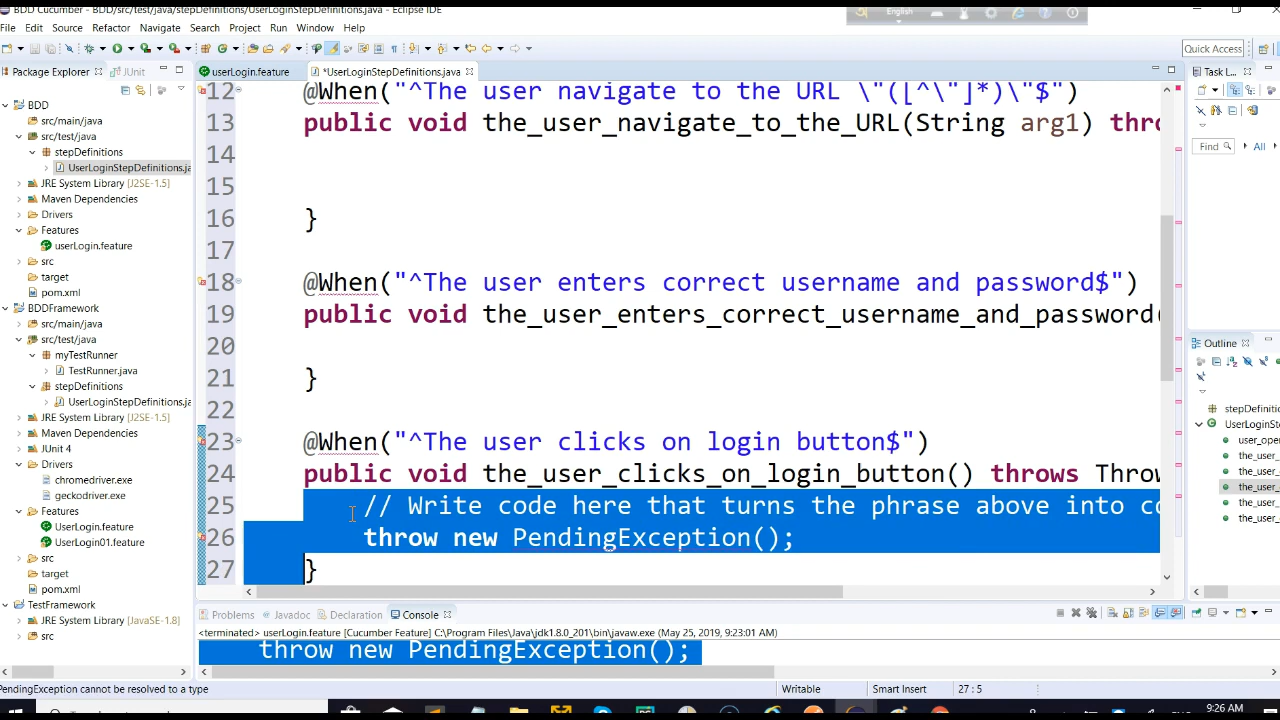 BDD Cucumber - BDD/src/test/java/stepDefinitions/UserLoginStepDefinitions.java - Eclipse IDE
English
File Edit Source Refactor Navigate Search Project Run Window Help
Quick Access
Package Explorer JUnit
BDD
src/main/java
src/test/java
stepDefinitions
UserLoginStepDefinitions.ja
JRE System Library [J2SE-1.5]
Maven Dependencies
Drivers
Features
userLogin.feature
src
target
pom.xml
BDDFramework
src/main/java
src/test/java
myTestRunner
TestRunner.java
stepDefinitions
UserLoginStepDefinitions.ja
JRE System Library [J2SE-1.5]
Maven Dependencies
JUnit 4
Drivers
chromedriver.exe
geckodriver.exe
Features
UserLogin.feature
UserLogin01.feature
src
target
pom.xml
TestFramework
JRE System Library [JavaSE-1.8]
src
userLogin.feature *UserLoginStepDefinitions.java
12 @When("^The user navigate to the URL \"([^\"]*)\"$")
13 public void the_user_navigate_to_the_URL(String arg1) thro
14
15
16 }
17
18 @When("^The user enters correct username and password$")
19 public void the_user_enters_correct_username_and_password(
20
21 }
22
23 @When("^The user clicks on login button$")
24 public void the_user_clicks_on_login_button() throws Throw
25 // Write code here that turns the phrase above into co
26 throw new PendingException();
27 }
Task L...
Find All
Outline
stepDefinition
UserLoginSte
user_ope
the_user_
the_user_
the_user_
the_user_
the_user_
Problems Javadoc Declaration Console
<terminated> userLogin.feature [Cucumber Feature] C:\Program Files\Java\jdk1.8.0_201\bin\javaw.exe (May 25, 2019, 9:23:01 AM)
throw new PendingException();
PendingException cannot be resolved to a type Writable Smart Insert 27 : 5
ENG 9:26 AM